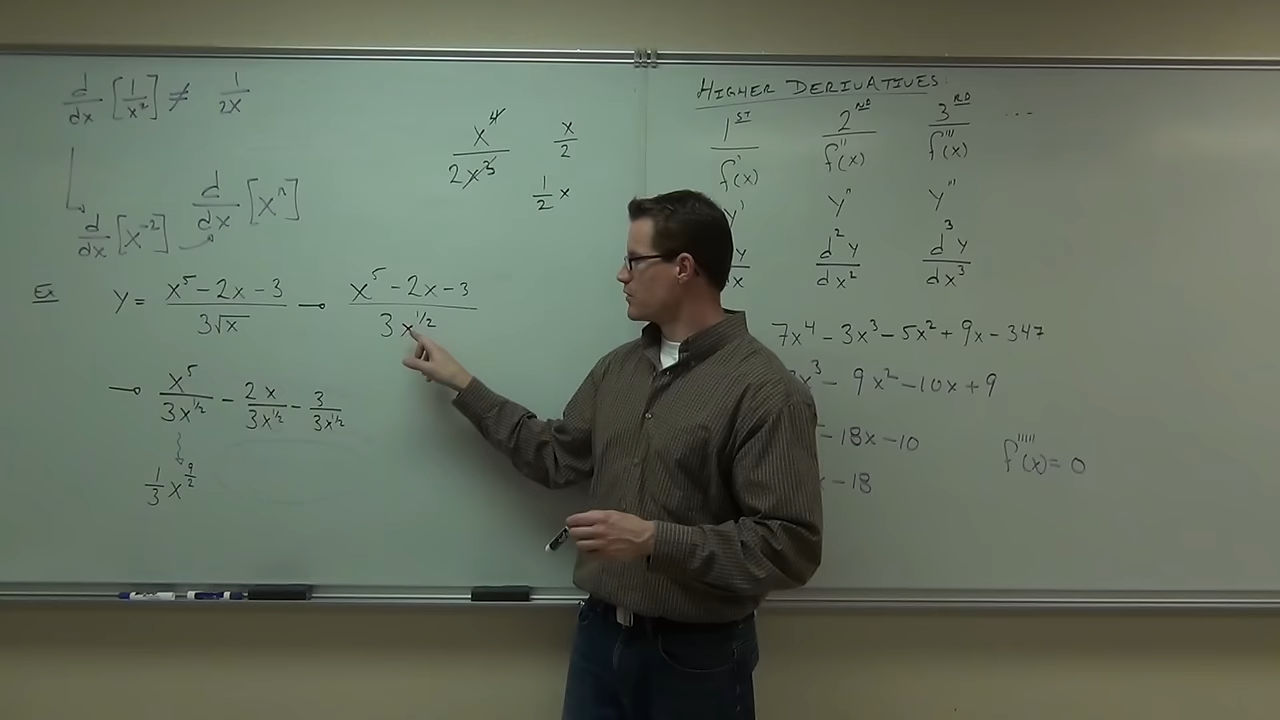 d/dx [1/x²] ≠ 1/2x
d/dx [xⁿ]
d/dx [x⁻²]
x⁴/2x³ x/2
1/2 x
Ex y = (x⁵ - 2x - 3)/(3√x) → (x⁵ - 2x - 3)/(3x^1/2)
→ x⁵/3x^1/2 - 2x/3x^1/2 - 3/3x^1/2
1/3 x^9/2
HIGHER DERIVATIVES
1ST 2ND 3RD ...
f'(x) f''(x) f'''(x)
y' y'' y'''
d²y/dx² d³y/dx³
7x⁴ - 3x³ - 5x² + 9x - 347
x³ - 9x² - 10x + 9
- 18x - 10
- 18
f'''''(x) = 0